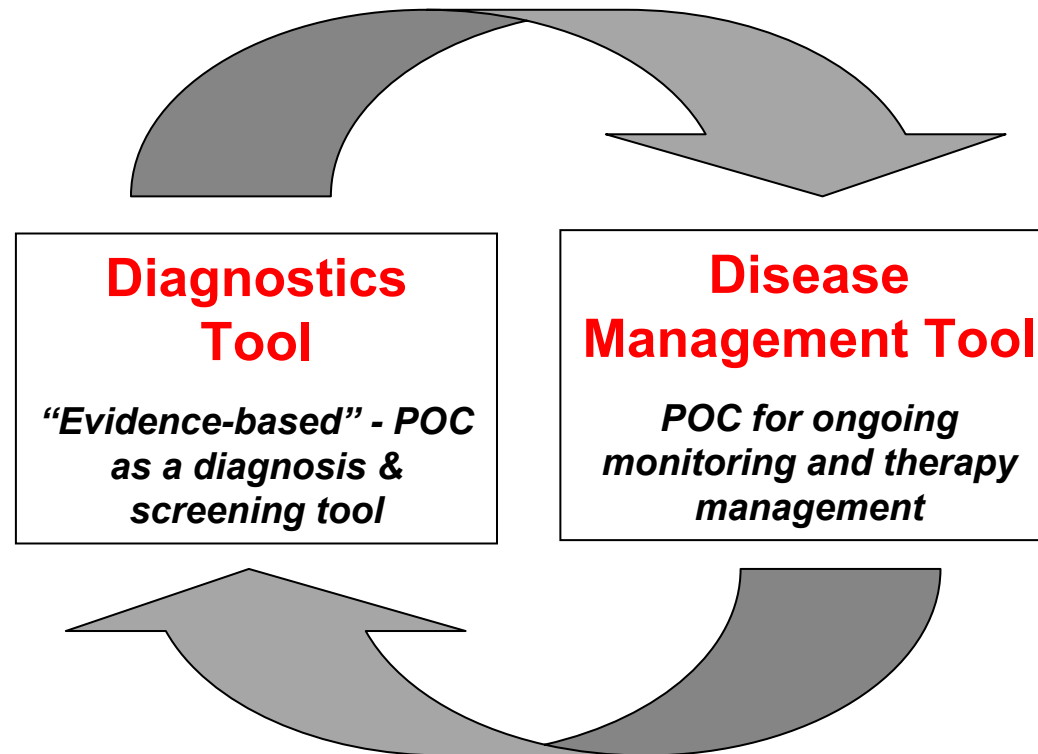 Diagnostics
Tool
“Evidence-based” - POC
as a diagnosis &
screening tool
Disease
Management Tool
POC for ongoing
monitoring and therapy
management